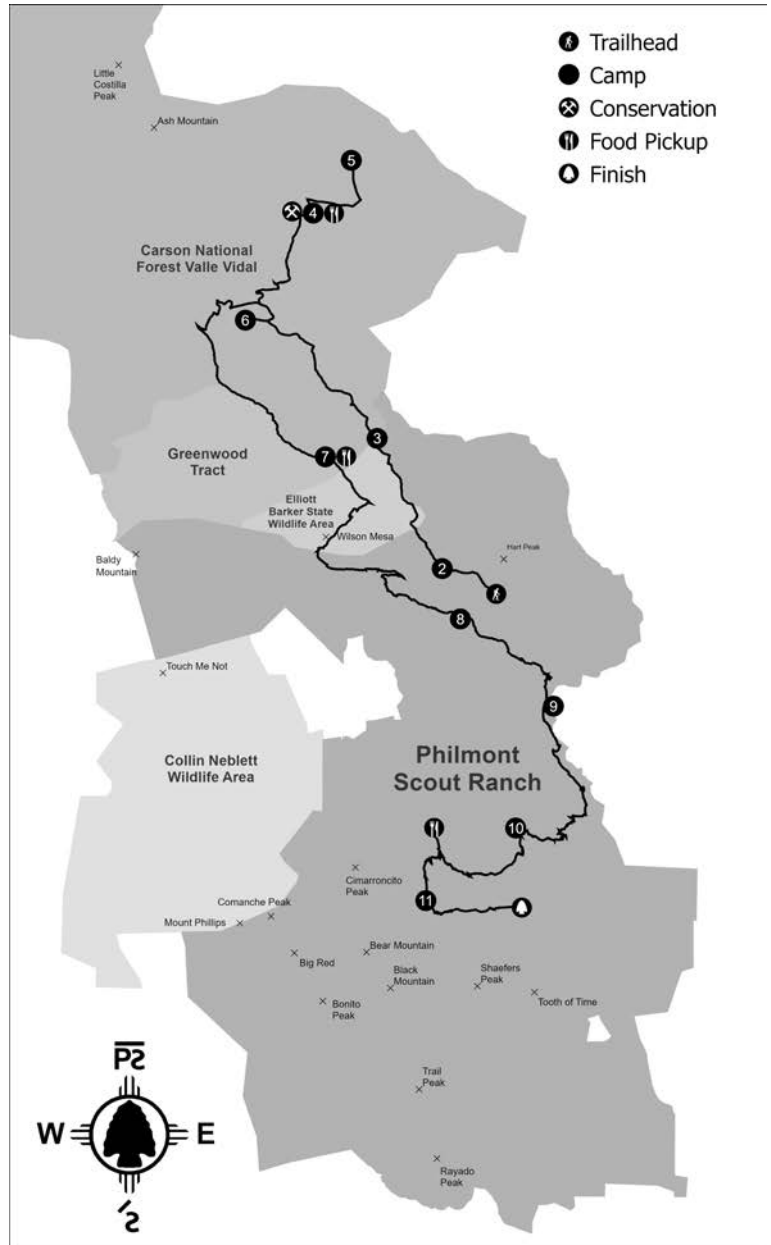 Trailhead
Camp
Conservation
Food Pickup
Finish
Little
Costilla
Peak
Ash Mountain
5
4
Carson National
Forest Valle Vidal
6
3
Greenwood
Tract
7
Elliott
Barker State
Wildlife Area
Wilson Mesa
Hart Peak
Baldy
Mountain
2
8
Touch Me Not
9
Collin Neblett
Wildlife Area
Philmont
Scout Ranch
10
Cimarroncito
Peak
11
Comanche Peak
Mount Phillips
Bear Mountain
Big Red
Black
Mountain
Shaefers
Peak
Tooth of Time
Bonito
Peak
Trail
Peak
Rayado
Peak
W
E